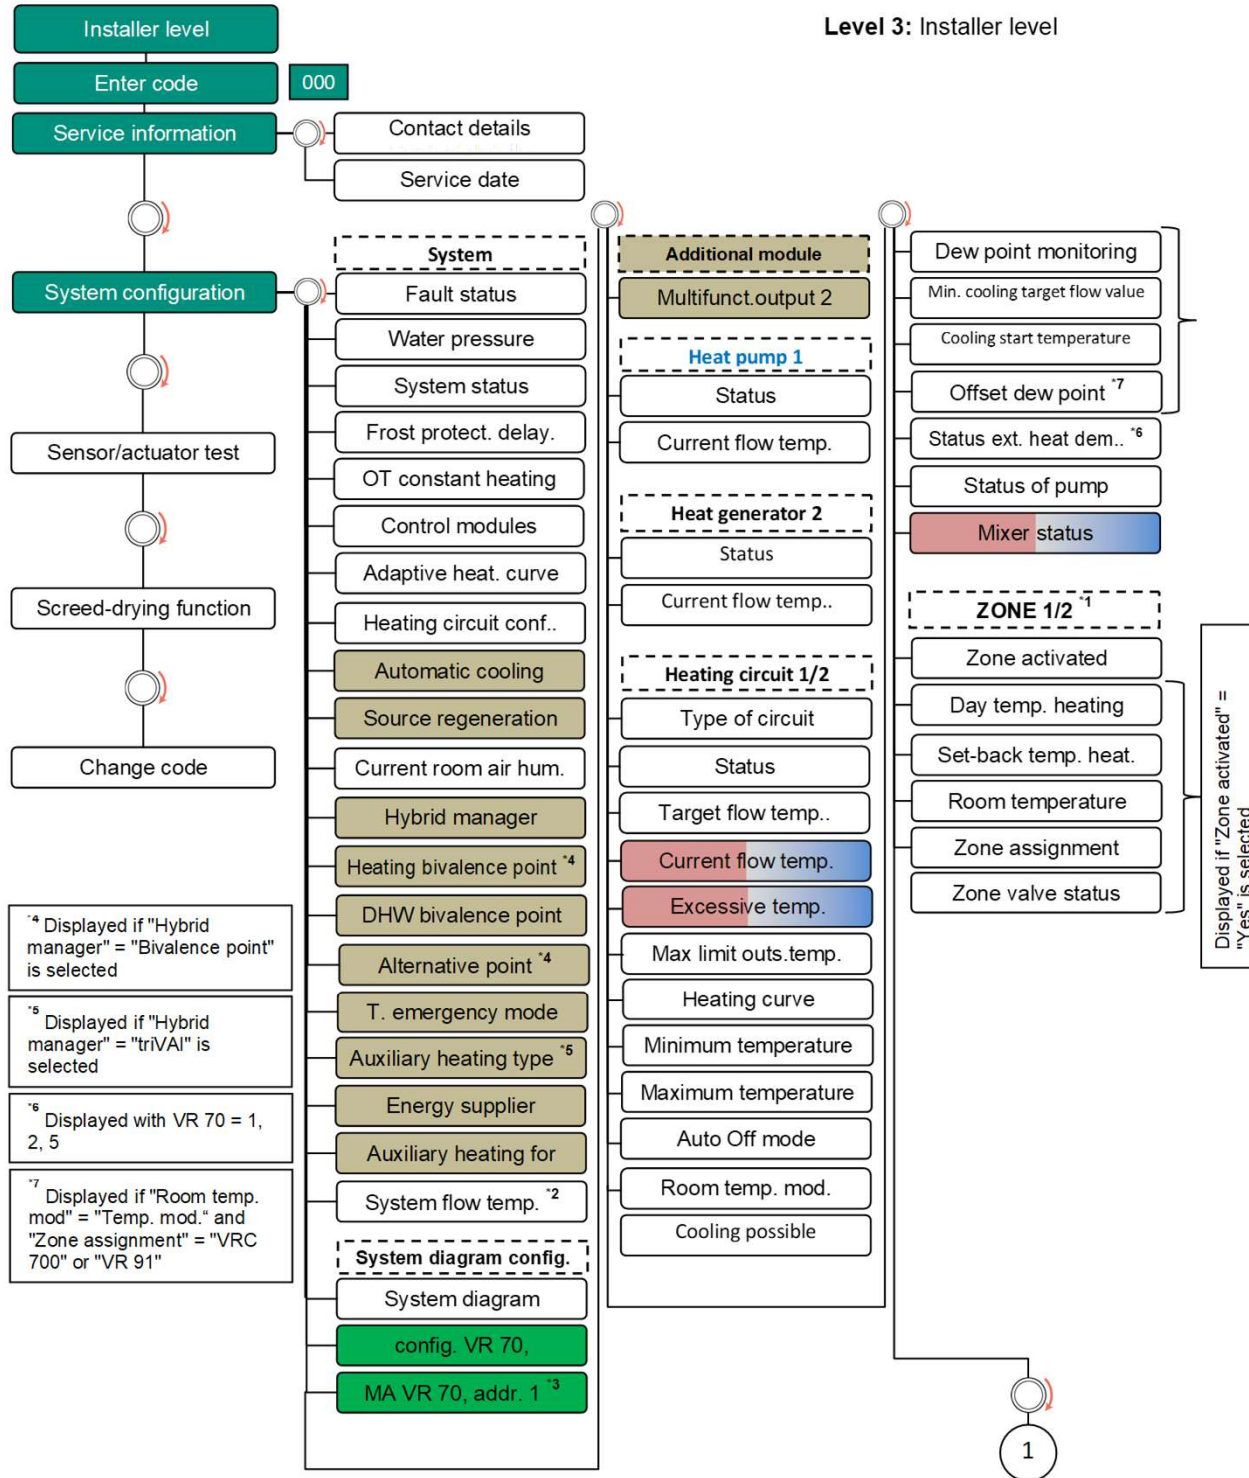 Level 3: Installer level
Installer level
Enter code
000
Service information
Contact details
Service date
System configuration
Sensor/actuator test
Screed-drying function
Change code
System
Fault status
Water pressure
System status
Frost protect. delay.
OT constant heating
Control modules
Adaptive heat. curve
Heating circuit conf..
Automatic cooling
Source regeneration
Current room air hum.
Hybrid manager
Heating bivalence point *4
DHW bivalence point
Alternative point *4
T. emergency mode
Auxiliary heating type *5
Energy supplier
Auxiliary heating for
System flow temp. *2
System diagram config.
System diagram
config. VR 70,
MA VR 70, addr. 1 *3
Additional module
Multifunct.output 2
Heat pump 1
Status
Current flow temp.
Heat generator 2
Status
Current flow temp..
Heating circuit 1/2
Type of circuit
Status
Target flow temp..
Current flow temp.
Excessive temp.
Max limit outs.temp.
Heating curve
Minimum temperature
Maximum temperature
Auto Off mode
Room temp. mod.
Cooling possible
Dew point monitoring
Min. cooling target flow value
Cooling start temperature
Offset dew point *7
Status ext. heat dem.. *6
Status of pump
Mixer status
ZONE 1/2 *1
Zone activated
Day temp. heating
Set-back temp. heat.
Room temperature
Zone assignment
Zone valve status
Displayed if "Zone activated" =
"Yes" is selected
1
*4 Displayed if "Hybrid
manager" = "Bivalence point"
is selected
*5 Displayed if "Hybrid
manager" = "triVAI" is
selected
*6 Displayed with VR 70 = 1,
2, 5
*7 Displayed if "Room temp.
mod" = "Temp. mod.“ and
"Zone assignment" = "VRC
700" or "VR 91"